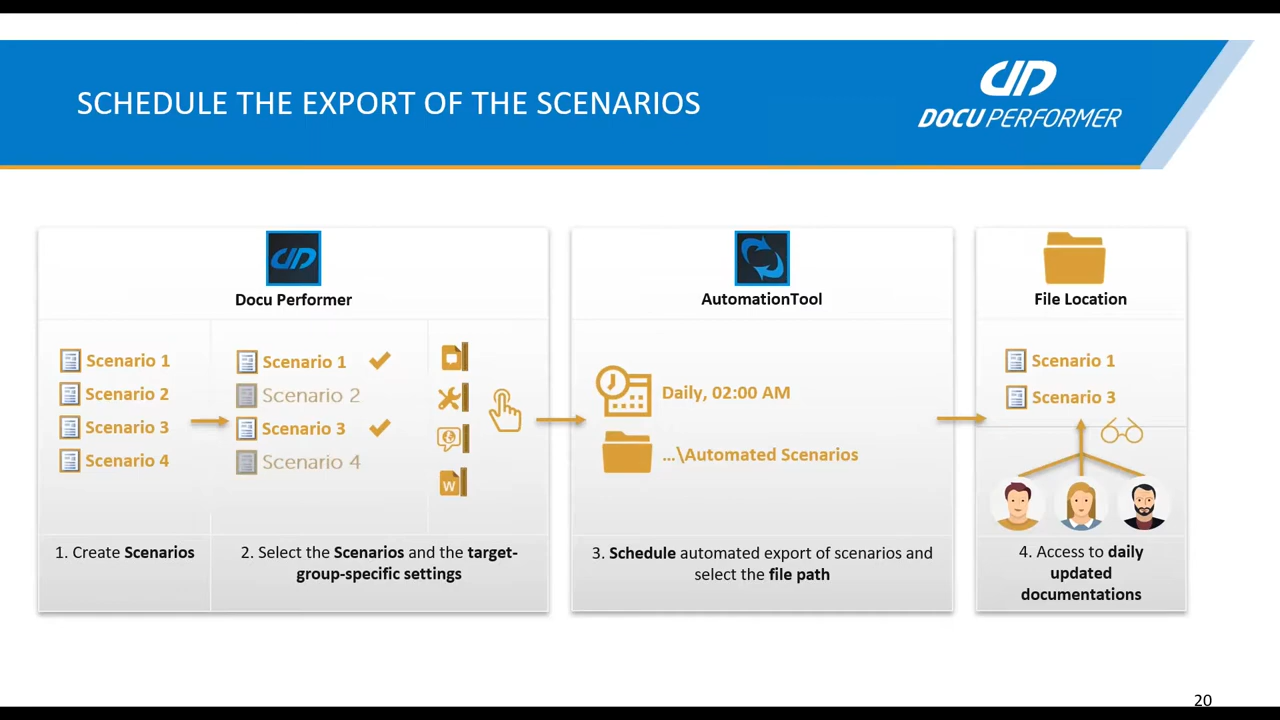 SCHEDULE THE EXPORT OF THE SCENARIOS
DOCU PERFORMER
Docu Performer
Scenario 1
Scenario 2
Scenario 3
Scenario 4
Scenario 1
Scenario 2
Scenario 3
Scenario 4
W
1. Create Scenarios
2. Select the Scenarios and the target-
group-specific settings
AutomationTool
Daily, 02:00 AM
...\Automated Scenarios
3. Schedule automated export of scenarios and
select the file path
File Location
Scenario 1
Scenario 3
4. Access to daily
updated
documentations
20